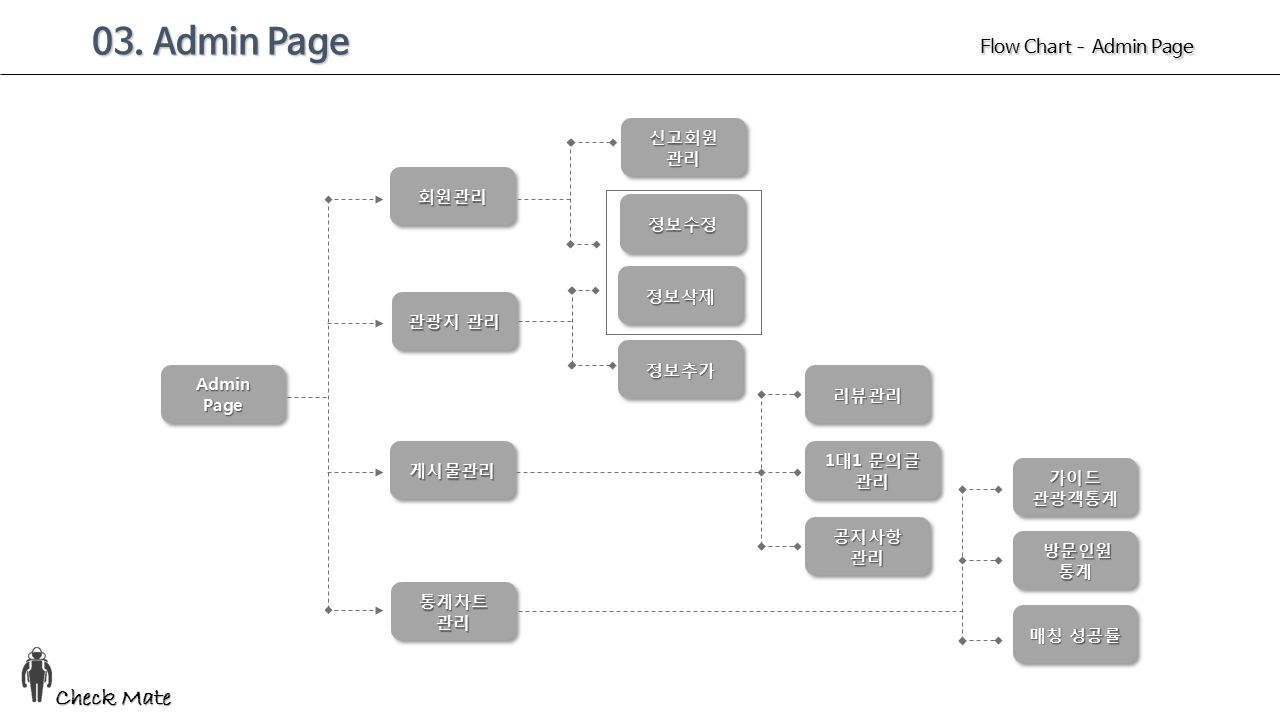 03. Admin Page
Flow Chart - Admin Page
신고회원
관리
회원관리
정보수정
정보삭제
관광지 관리
정보추가
Admin
Page
리뷰관리
게시물관리
1대1 문의글
관리
가이드
관광객통계
공지사항
관리
방문인원
통계
통계차트
관리
매칭 성공률
Check Mate